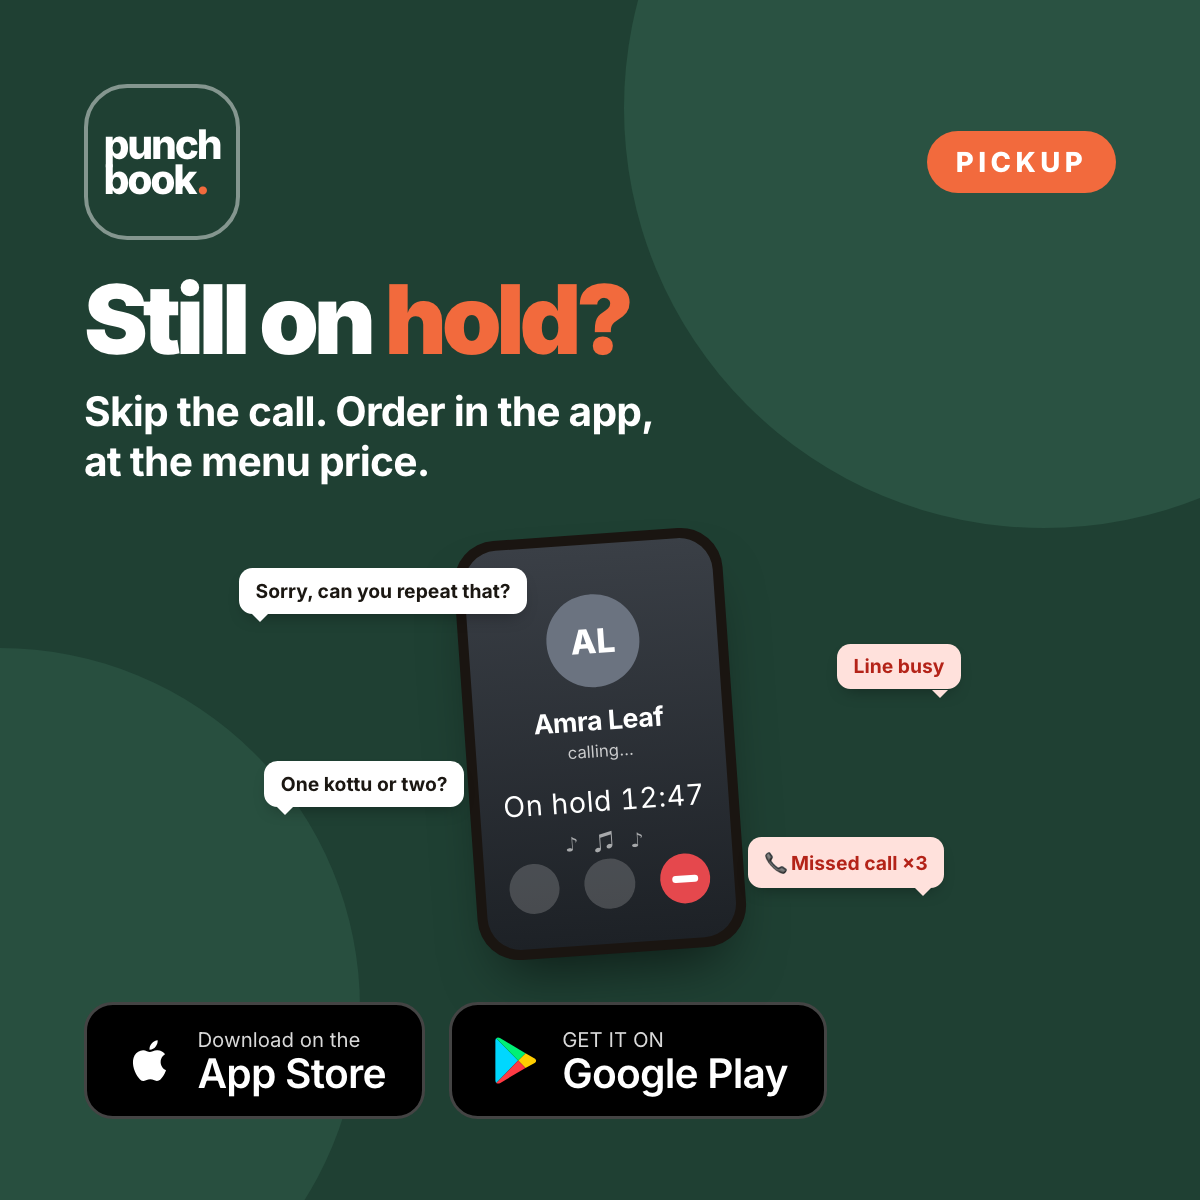 punch
book.
PICKUP
Still on hold?
Skip the call. Order in the app,
at the menu price.
Sorry, can you repeat that?
AL
Line busy
Amra Leaf
calling...
One kottu or two?
On hold 12:47
Missed call ×3
Download on the
App Store
GET IT ON
Google Play